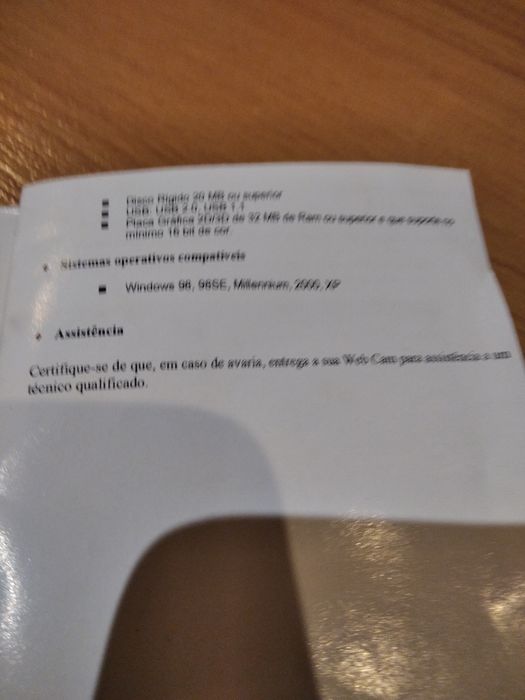 Disco Rigido 20 MB ou superior
USB: USB 2.0, USB 1.1
Placa Gráfica 2D/3D de 32 MB de Ram ou superior e que suporte no
minimo 16 bit de cor.
Sistemas operativos compatíveis
Windows 98, 98SE, Millennium, 2000, XP
Assistência
Certifique-se de que, em caso de avaria, entrega a sua Web Cam para assistência a um
técnico qualificado.